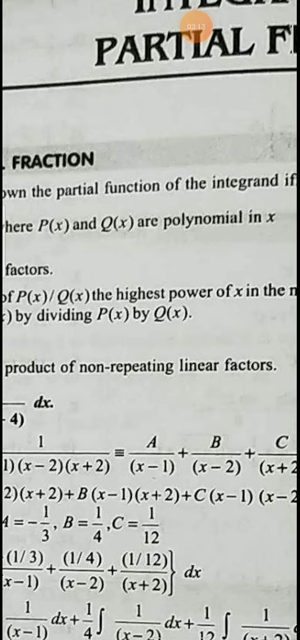 PARTIAL
03:12
FRACTION
own the partial function of the integrand if
here P(x) and Q(x) are polynomial in x
factors.
of P(x)/Q(x) the highest power of x in the
) by dividing P(x) by Q(x).
product of non-repeating linear factors.
dx.
4)
1/1)(x−2)(x+2) ≡ A/(x−1) + B/(x−2) + C/(x+2
2)(x+2)+B(x−1)(x+2)+C(x−1)(x−2
A=−1/3, B=1/4, C=1/12
(1/3)/x−1) + (1/4)/(x−2) + (1/12)/(x+2)} dx
1/(x−1) dx+1/4∫ 1/(x−2) dx+1/12∫ 1/(x